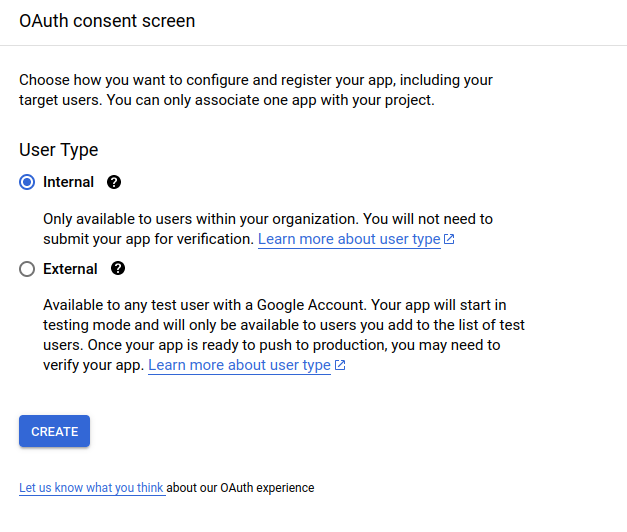 OAuth consent screen
Choose how you want to configure and register your app, including your
target users. You can only associate one app with your project.
User Type
Internal
Only available to users within your organization. You will not need to
submit your app for verification. Learn more about user type
External
Available to any test user with a Google Account. Your app will start in
testing mode and will only be available to users you add to the list of test
users. Once your app is ready to push to production, you may need to
verify your app. Learn more about user type
CREATE
Let us know what you think about our OAuth experience